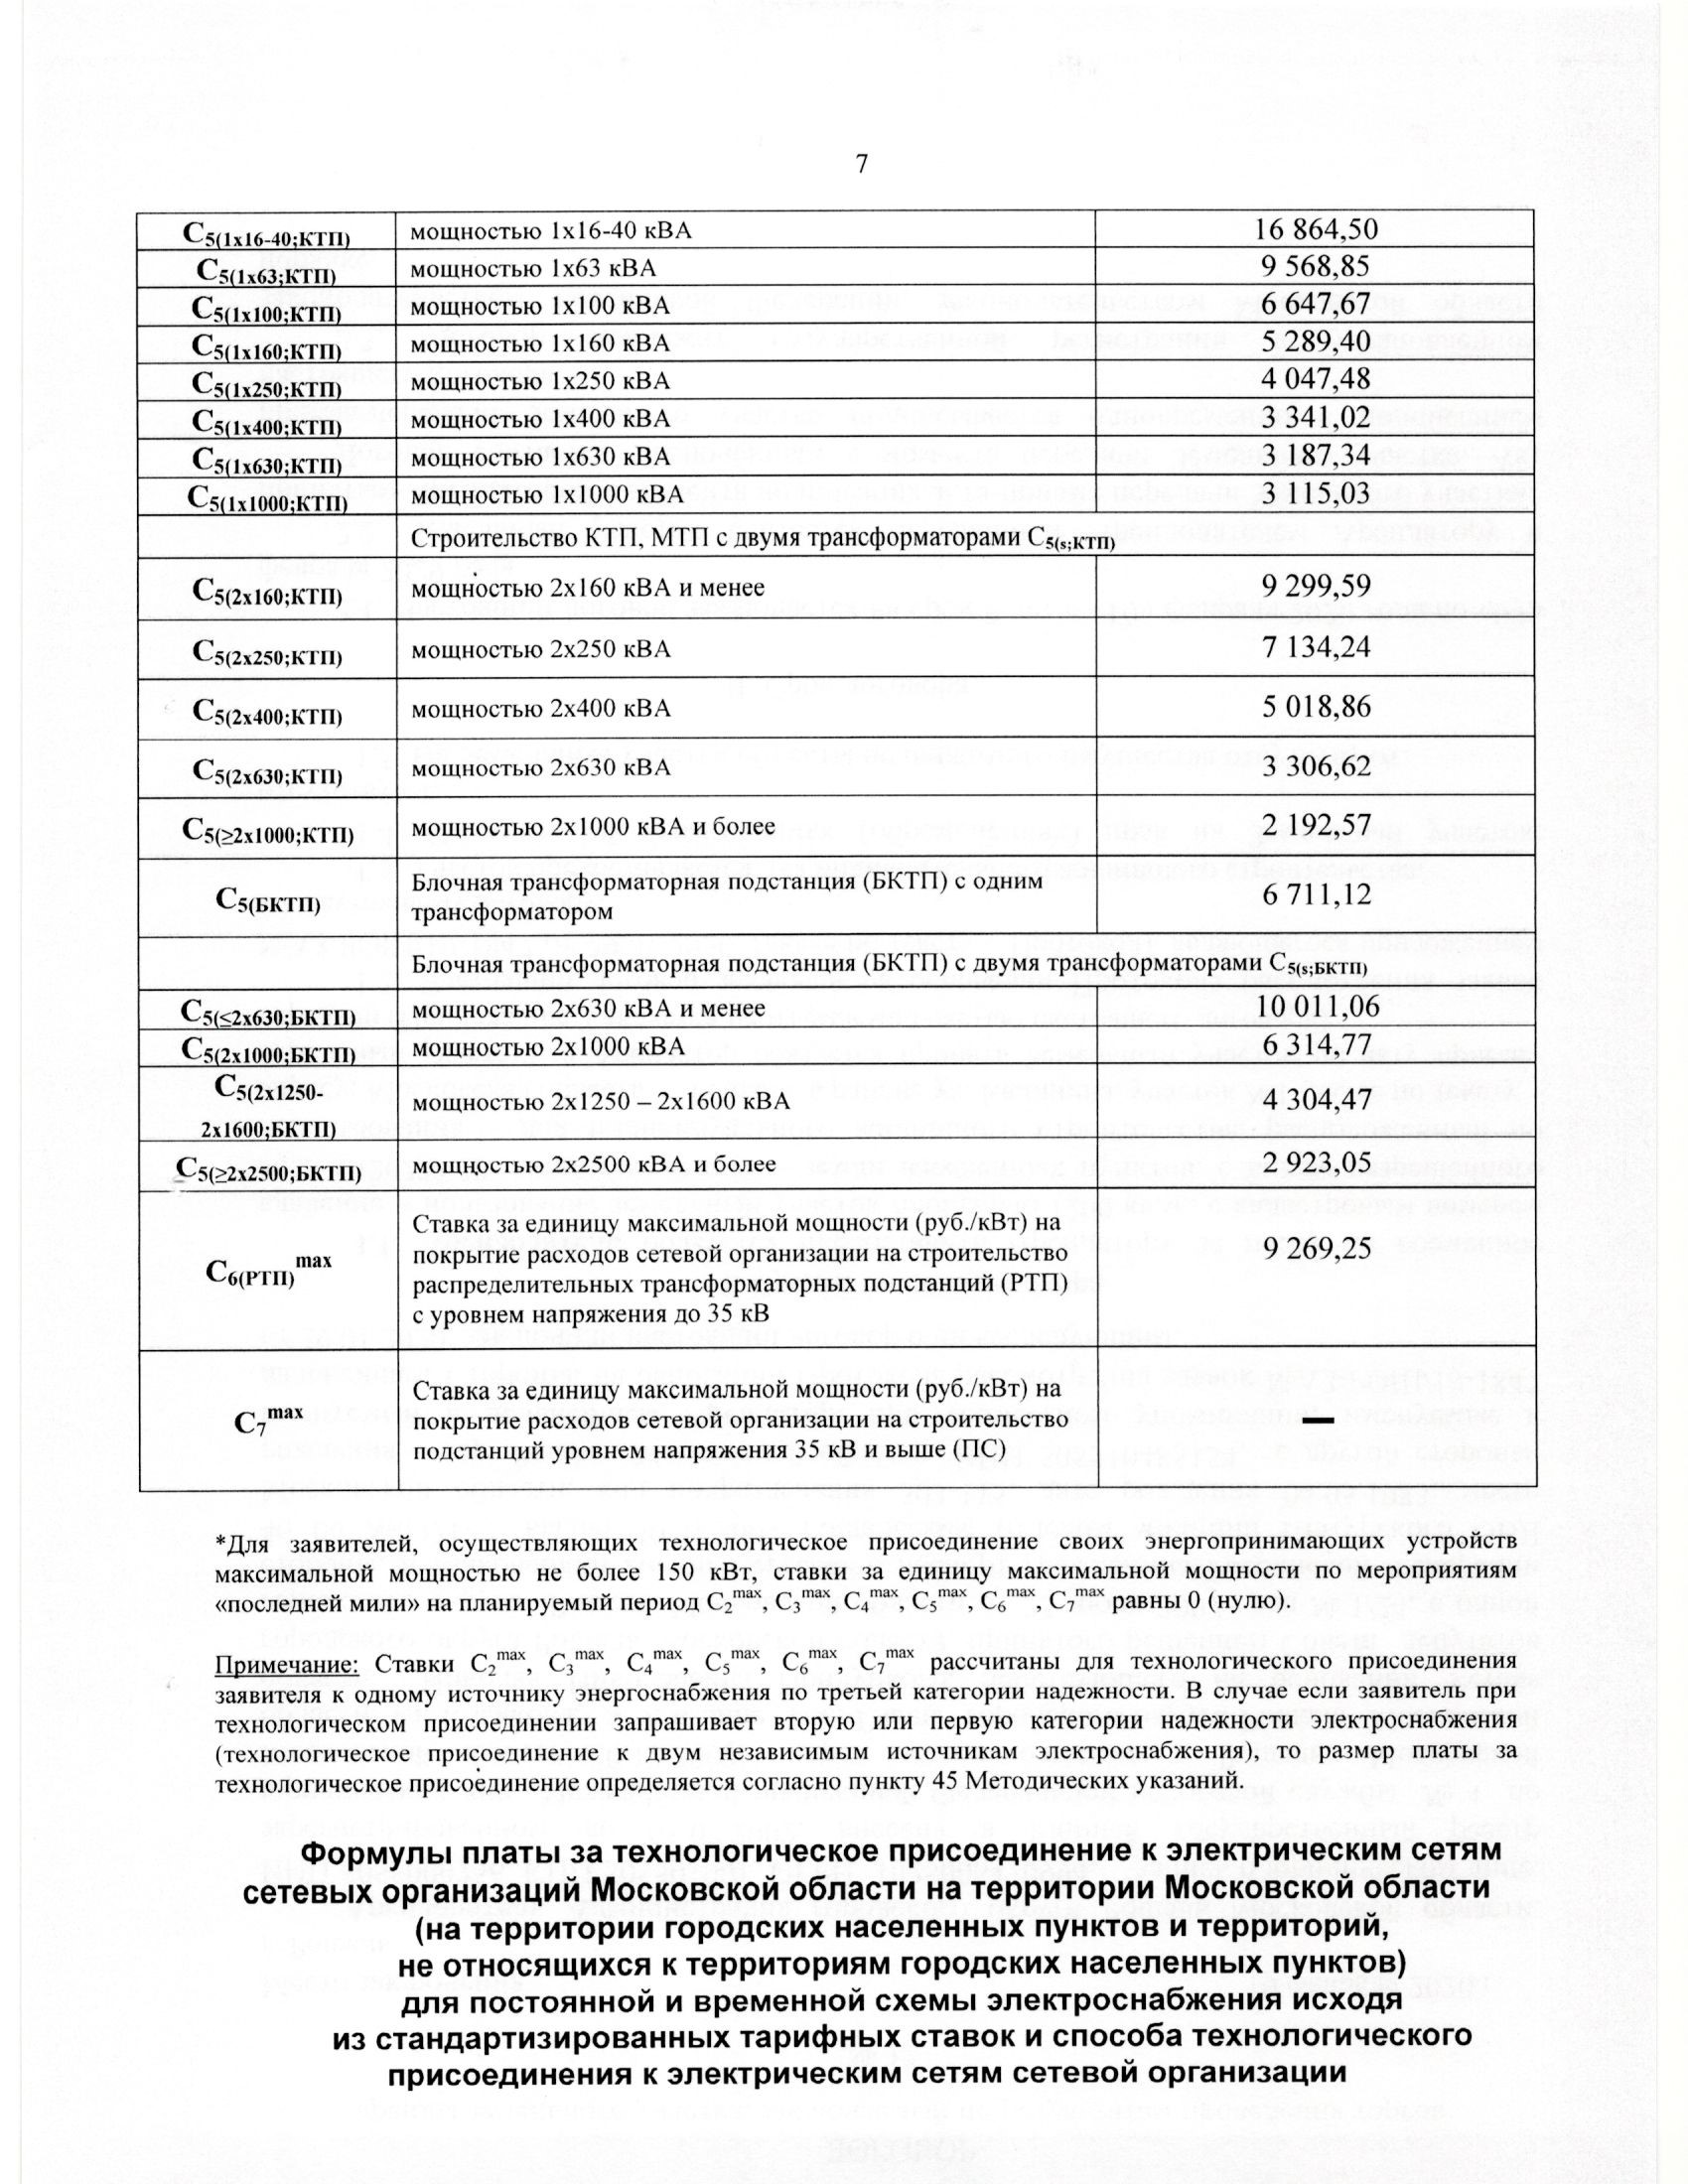 7
C5(1х16-40;КТП) мощностью 1х16-40 кВА 16 864,50
C5(1х63;КТП) мощностью 1х63 кВА 9 568,85
C5(1х100;КТП) мощностью 1х100 кВА 6 647,67
C5(1х160;КТП) мощностью 1х160 кВА 5 289,40
C5(1х250;КТП) мощностью 1х250 кВА 4 047,48
C5(1х400;КТП) мощностью 1х400 кВА 3 341,02
C5(1х630;КТП) мощностью 1х630 кВА 3 187,34
C5(1х1000;КТП) мощностью 1х1000 кВА 3 115,03
Строительство КТП, МТП с двумя трансформаторами C5(s;КТП)
C5(2х160;КТП) мощностью 2х160 кВА и менее 9 299,59
C5(2х250;КТП) мощностью 2х250 кВА 7 134,24
C5(2х400;КТП) мощностью 2х400 кВА 5 018,86
C5(2х630;КТП) мощностью 2х630 кВА 3 306,62
C5(≥2х1000;КТП) мощностью 2х1000 кВА и более 2 192,57
C5(БКТП) Блочная трансформаторная подстанция (БКТП) с одним
трансформатором 6 711,12
Блочная трансформаторная подстанция (БКТП) с двумя трансформаторами C5(s;БКТП)
C5(≤2х630;БКТП) мощностью 2х630 кВА и менее 10 011,06
C5(2х1000;БКТП) мощностью 2х1000 кВА 6 314,77
C5(2х1250-
2х1600;БКТП) мощностью 2х1250 – 2х1600 кВА 4 304,47
C5(≥2х2500;БКТП) мощностью 2х2500 кВА и более 2 923,05
C6(РТП)max Ставка за единицу максимальной мощности (руб./кВт) на
покрытие расходов сетевой организации на строительство 9 269,25
распределительных трансформаторных подстанций (РТП)
с уровнем напряжения до 35 кВ
C7max Ставка за единицу максимальной мощности (руб./кВт) на
покрытие расходов сетевой организации на строительство —
подстанций уровнем напряжения 35 кВ и выше (ПС)
*Для заявителей, осуществляющих технологическое присоединение своих энергопринимающих устройств
максимальной мощностью не более 150 кВт, ставки за единицу максимальной мощности по мероприятиям
«последней мили» на планируемый период C2max, C3max, C4max, C5max, C6max, C7max равны 0 (нулю).
Примечание: Ставки C2max, C3max, C4max, C5max, C6max, C7max рассчитаны для технологического присоединения
заявителя к одному источнику энергоснабжения по третьей категории надежности. В случае если заявитель при
технологическом присоединении запрашивает вторую или первую категории надежности электроснабжения
(технологическое присоединение к двум независимым источникам электроснабжения), то размер платы за
технологическое присоединение определяется согласно пункту 45 Методических указаний.
Формулы платы за технологическое присоединение к электрическим сетям
сетевых организаций Московской области на территории Московской области
(на территории городских населенных пунктов и территорий,
не относящихся к территориям городских населенных пунктов)
для постоянной и временной схемы электроснабжения исходя
из стандартизированных тарифных ставок и способа технологического
присоединения к электрическим сетям сетевой организации